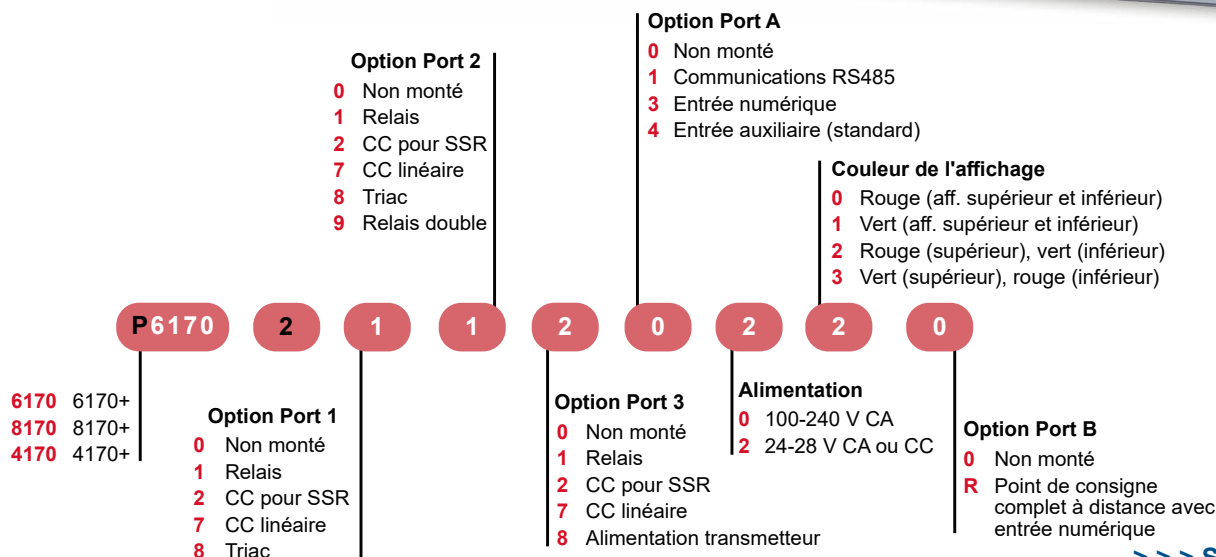 Option Port A
0 Non monté
1 Communications RS485
3 Entrée numérique
4 Entrée auxiliaire (standard)
Option Port 2
0 Non monté
1 Relais
2 CC pour SSR
7 CC linéaire
8 Triac
9 Relais double
Couleur de l'affichage
0 Rouge (aff. supérieur et inférieur)
1 Vert (aff. supérieur et inférieur)
2 Rouge (supérieur), vert (inférieur)
3 Vert (supérieur), rouge (inférieur)
P6170 2 1 1 2 0 2 2 0
6170 6170+
8170 8170+
4170 4170+
Option Port 1
0 Non monté
1 Relais
2 CC pour SSR
7 CC linéaire
8 Triac
Option Port 3
0 Non monté
1 Relais
2 CC pour SSR
7 CC linéaire
8 Alimentation transmetteur
Alimentation
0 100-240 V CA
2 24-28 V CA ou CC
Option Port B
0 Non monté
R Point de consigne
complet à distance avec
entrée numérique
> > > S